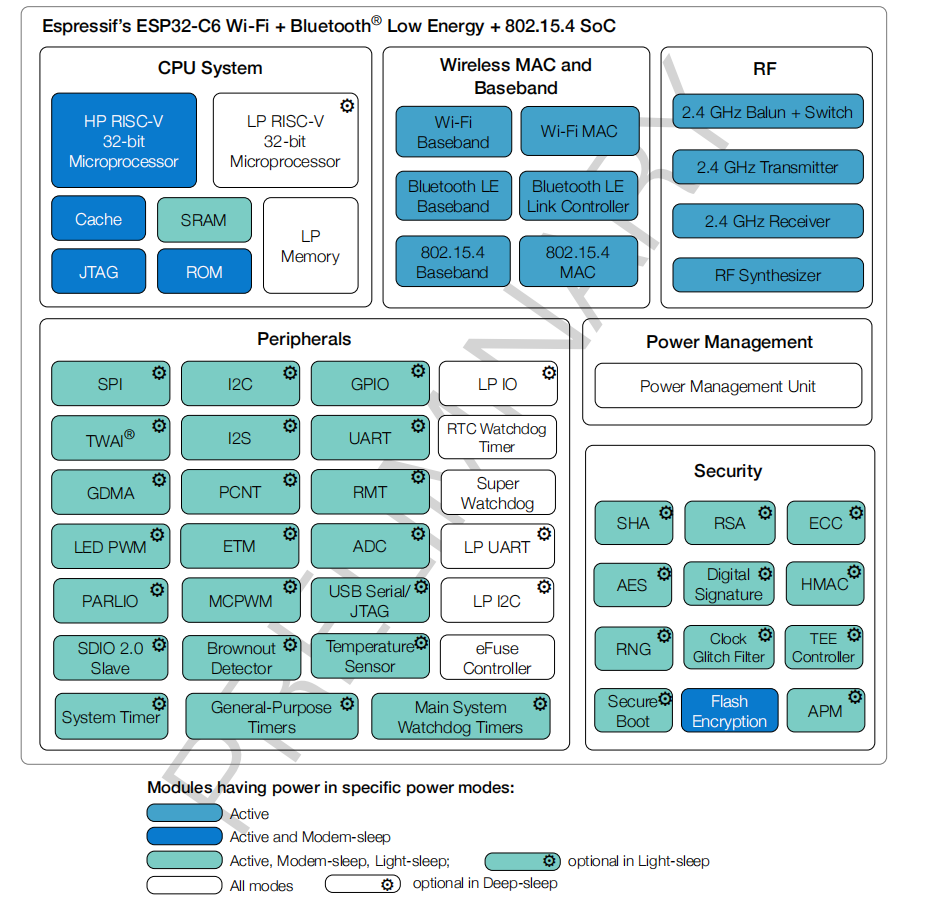 Espressif's ESP32-C6 Wi-Fi + Bluetooth® Low Energy + 802.15.4 SoC
CPU System
HP RISC-V
32-bit
Microprocessor
LP RISC-V
32-bit
Microprocessor
Cache
SRAM
LP
Memory
JTAG
ROM
Wireless MAC and
Baseband
Wi-Fi
Baseband
Wi-Fi MAC
Bluetooth LE
Baseband
Bluetooth LE
Link Controller
802.15.4
Baseband
802.15.4
MAC
RF
2.4 GHz Balun + Switch
2.4 GHz Transmitter
2.4 GHz Receiver
RF Synthesizer
Peripherals
SPI
I2C
GPIO
LP IO
TWAI®
I2S
UART
RTC Watchdog
Timer
GDMA
PCNT
RMT
Super
Watchdog
LED PWM
ETM
ADC
LP UART
PARLIO
MCPWM
USB Serial/
JTAG
LP I2C
SDIO 2.0
Slave
Brownout
Detector
Temperature
Sensor
eFuse
Controller
System Timer
General-Purpose
Timers
Main System
Watchdog Timers
Power Management
Power Management Unit
Security
SHA
RSA
ECC
AES
Digital
Signature
HMAC
RNG
Clock
Glitch Filter
TEE
Controller
Secure
Boot
Flash
Encryption
APM
PRELIMINARY
Modules having power in specific power modes:
Active
Active and Modem-sleep
Active, Modem-sleep, Light-sleep;
optional in Light-sleep
All modes
optional in Deep-sleep